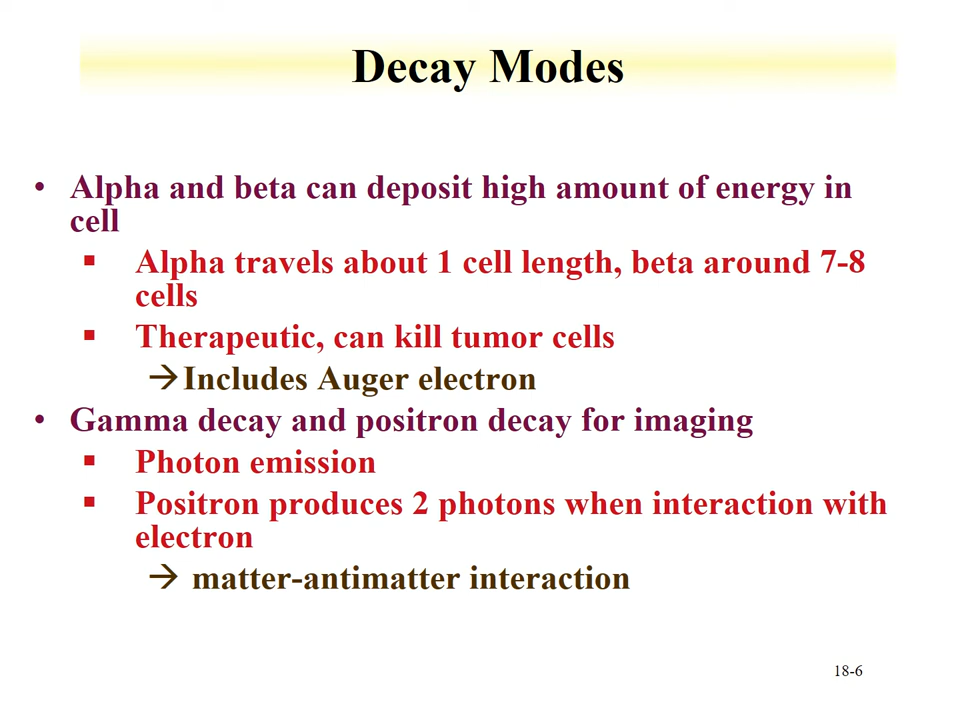 Decay Modes
• Alpha and beta can deposit high amount of energy in
cell
▪ Alpha travels about 1 cell length, beta around 7-8
cells
▪ Therapeutic, can kill tumor cells
→Includes Auger electron
• Gamma decay and positron decay for imaging
▪ Photon emission
▪ Positron produces 2 photons when interaction with
electron
→ matter-antimatter interaction
18-6